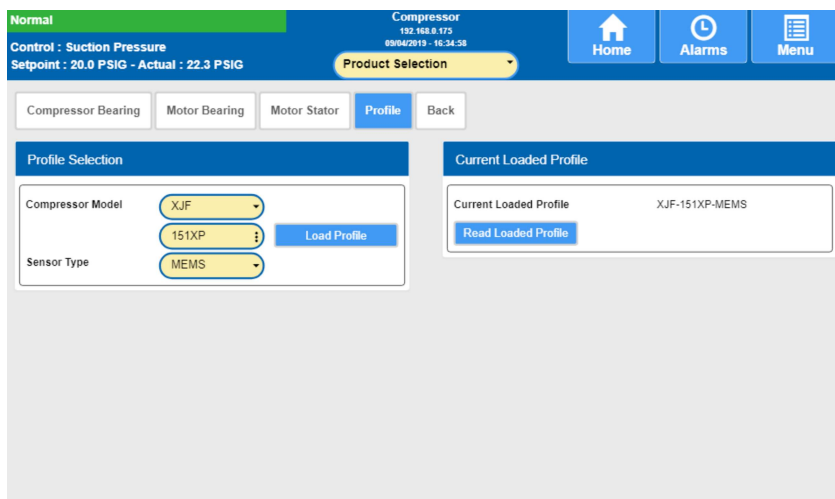 Normal
Control : Suction Pressure
Setpoint : 20.0 PSIG - Actual : 22.3 PSIG
Compressor
192.168.0.175
09/04/2019 - 16:34:58
Product Selection
Home
Alarms
Menu
Compressor Bearing
Motor Bearing
Motor Stator
Profile
Back
Profile Selection
Compressor Model
XJF
151XP
Load Profile
Sensor Type
MEMS
Current Loaded Profile
Current Loaded Profile
XJF-151XP-MEMS
Read Loaded Profile